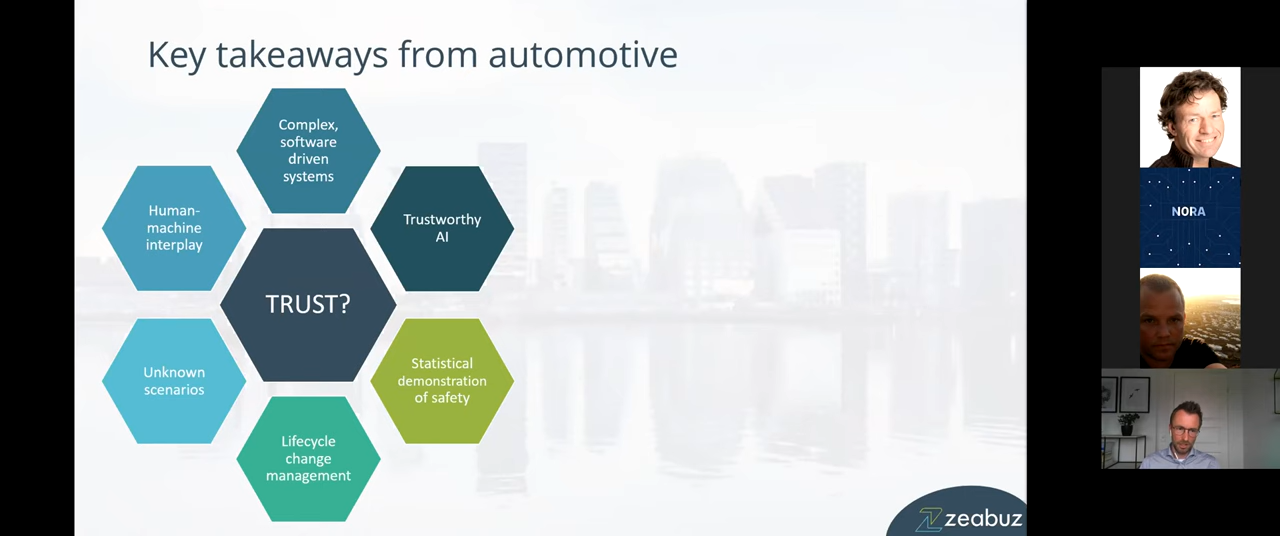 Key takeaways from automotive
Complex,
software
driven
systems
Human-
machine
interplay
Trustworthy
AI
TRUST?
Unknown
scenarios
Statistical
demonstration
of safety
Lifecycle
change
management
zeabuz
NORA